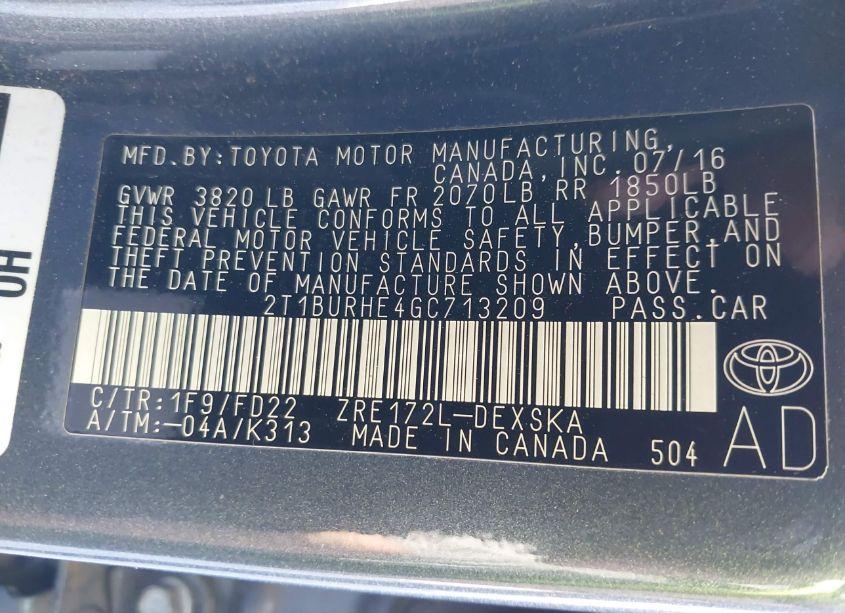 MFD.BY:TOYOTA MOTOR MANUFACTURING,
CANADA,INC. 07/16
GVWR 3820 LB GAWR FR 2070LB RR 1850LB
THIS VEHICLE CONFORMS TO ALL APPLICABLE
FEDERAL MOTOR VEHICLE SAFETY,BUMPER,AND
THEFT PREVENTION STANDARDS IN EFFECT ON
THE DATE OF MANUFACTURE SHOWN ABOVE.
2T1BURHE4GC713209 PASS.CAR
C/TR:1F9/FD22 ZRE172L-DEXSKA
A/TM:-04A/K313 MADE IN CANADA 504 AD
OH